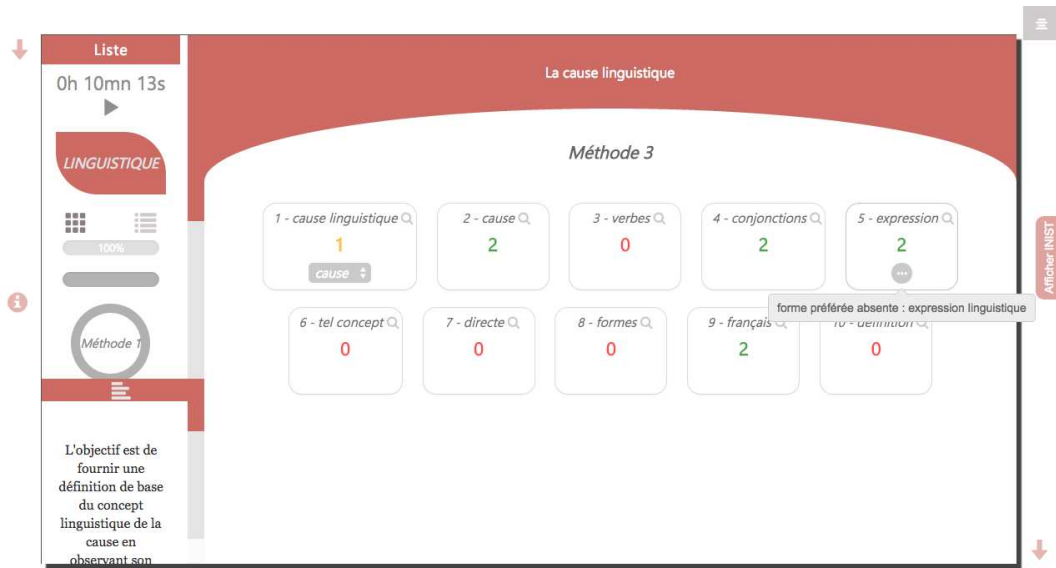 Liste
0h 10mn 13s
LINGUISTIQUE
100%
Méthode 1
L'objectif est de
fournir une
définition de base
du concept
linguistique de la
cause en
observant son
La cause linguistique
Méthode 3
1 - cause linguistique
1
cause
2 - cause
2
3 - verbes
0
4 - conjonctions
2
5 - expression
2
forme préférée absente : expression linguistique
6 - tel concept
0
7 - directe
0
8 - formes
0
9 - français
2
10 - définition
0
Afficher INIST